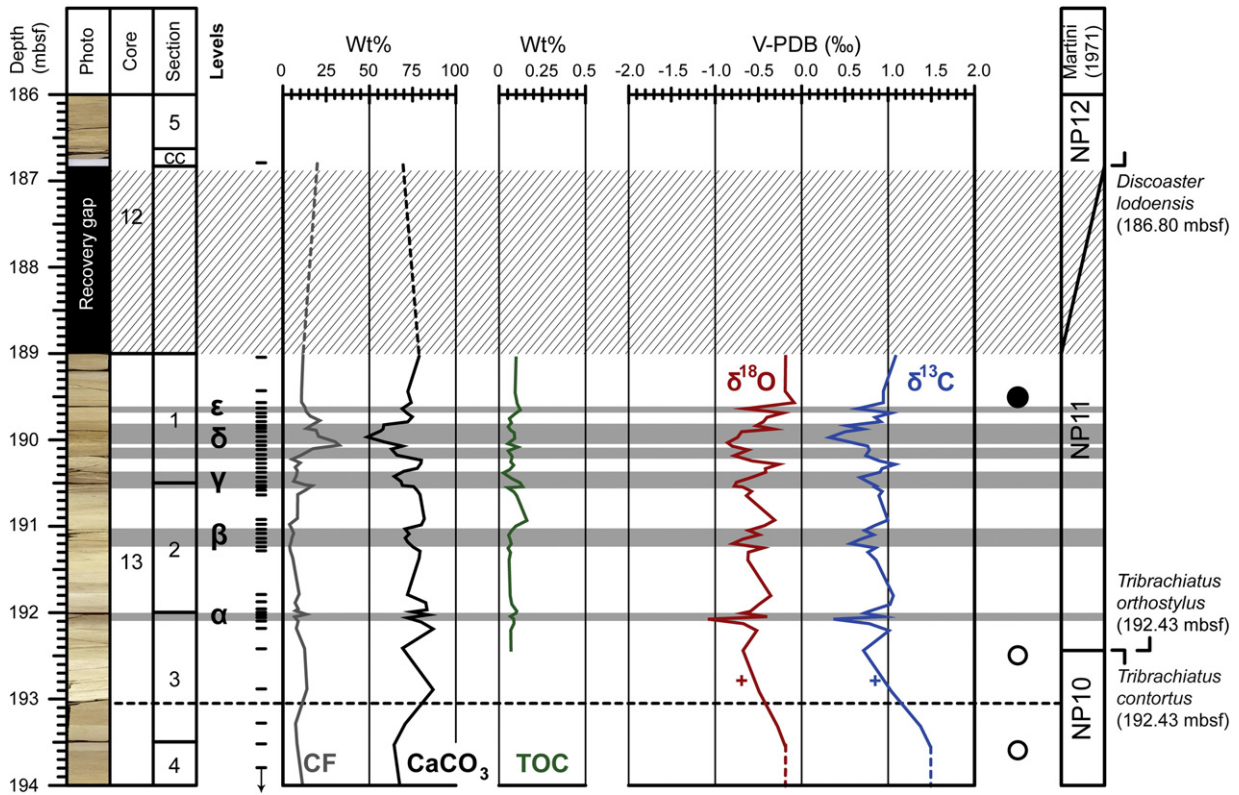 Depth (mbsf)
Photo
Core
Section
Levels
Wt%
Wt%
V-PDB (‰)
Martini (1971)
0 25 50 75 100
0 0.25 0.5
-2.0 -1.0 -0.5 0.0 0.5 1.0 1.5 2.0
186
187
188
189
190
191
192
193
194
Recovery gap
12
13
5
CC
1
2
3
4
ε
δ
γ
β
α
CF
CaCO₃
TOC
δ¹⁸O
δ¹³C
+
+
NP12
NP11
NP10
Discoaster
lodoensis
(186.80 mbsf)
Tribrachiatus
orthostylus
(192.43 mbsf)
Tribrachiatus
contortus
(192.43 mbsf)